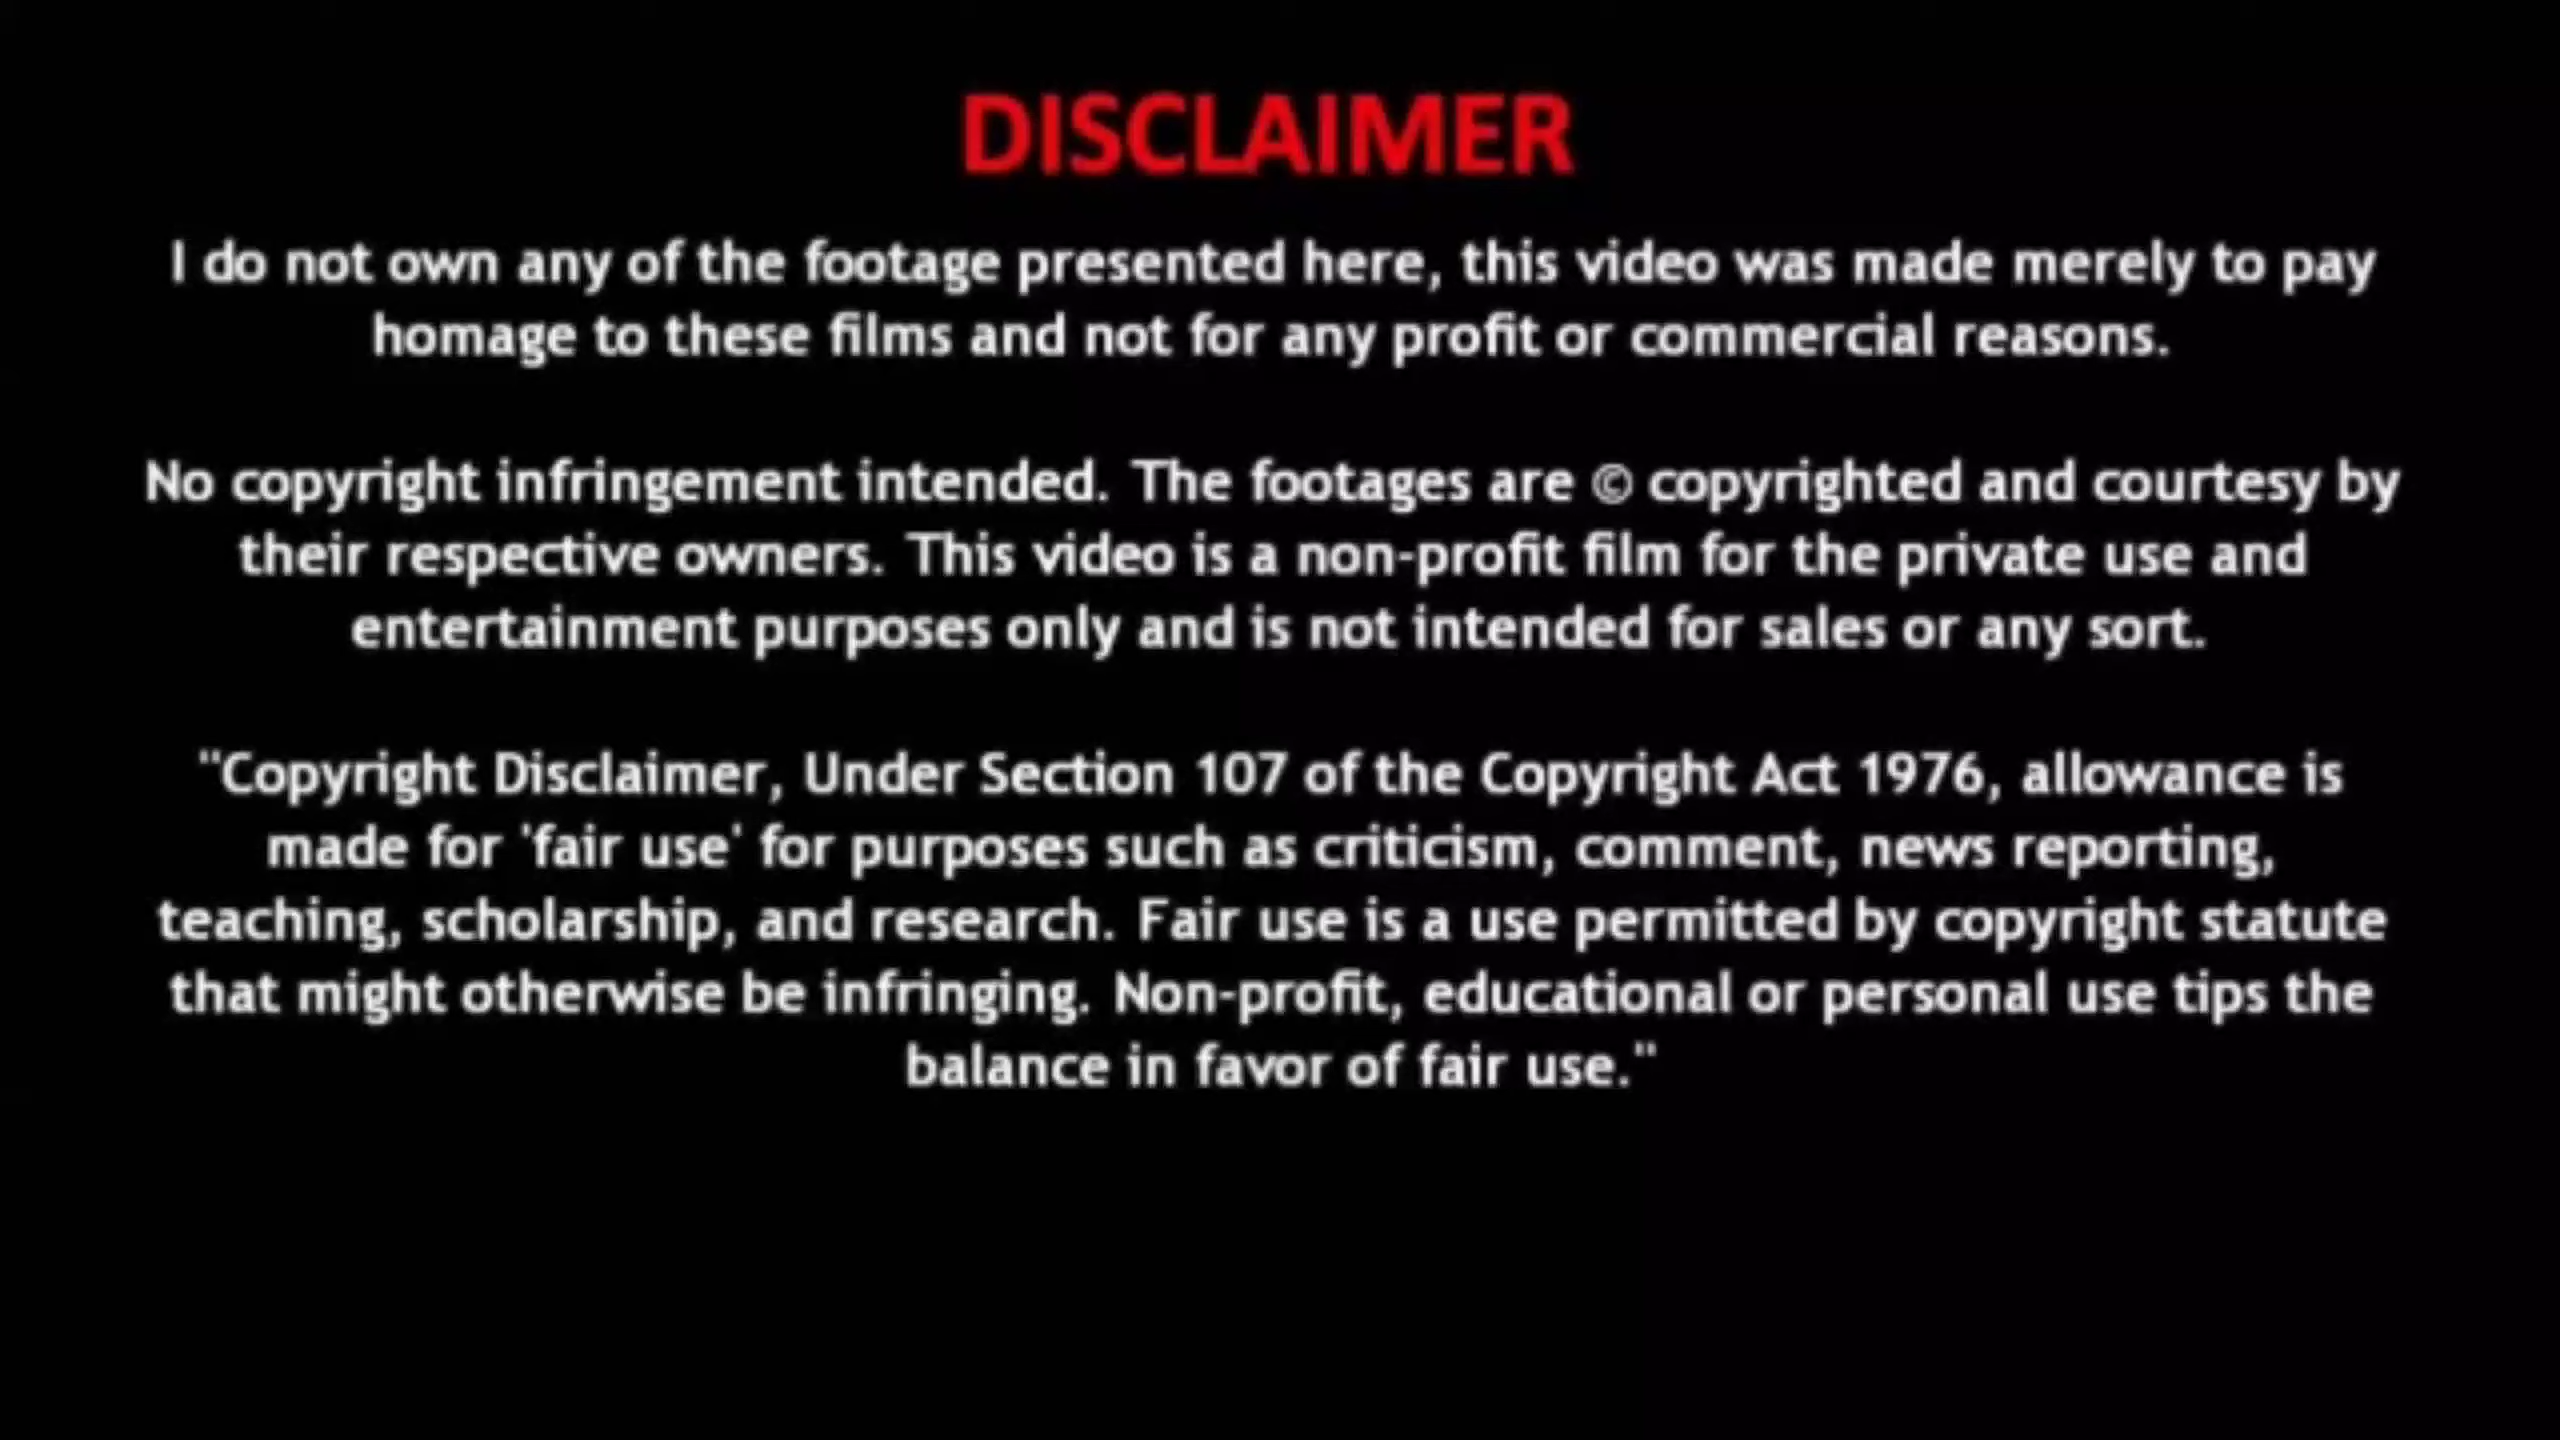 DISCLAIMER
I do not own any of the footage presented here, this video was made merely to pay
homage to these films and not for any profit or commercial reasons.
No copyright infringement intended. The footages are © copyrighted and courtesy by
their respective owners. This video is a non-profit film for the private use and
entertainment purposes only and is not intended for sales or any sort.
"Copyright Disclaimer, Under Section 107 of the Copyright Act 1976, allowance is
made for 'fair use' for purposes such as criticism, comment, news reporting,
teaching, scholarship, and research. Fair use is a use permitted by copyright statute
that might otherwise be infringing. Non-profit, educational or personal use tips the
balance in favor of fair use."